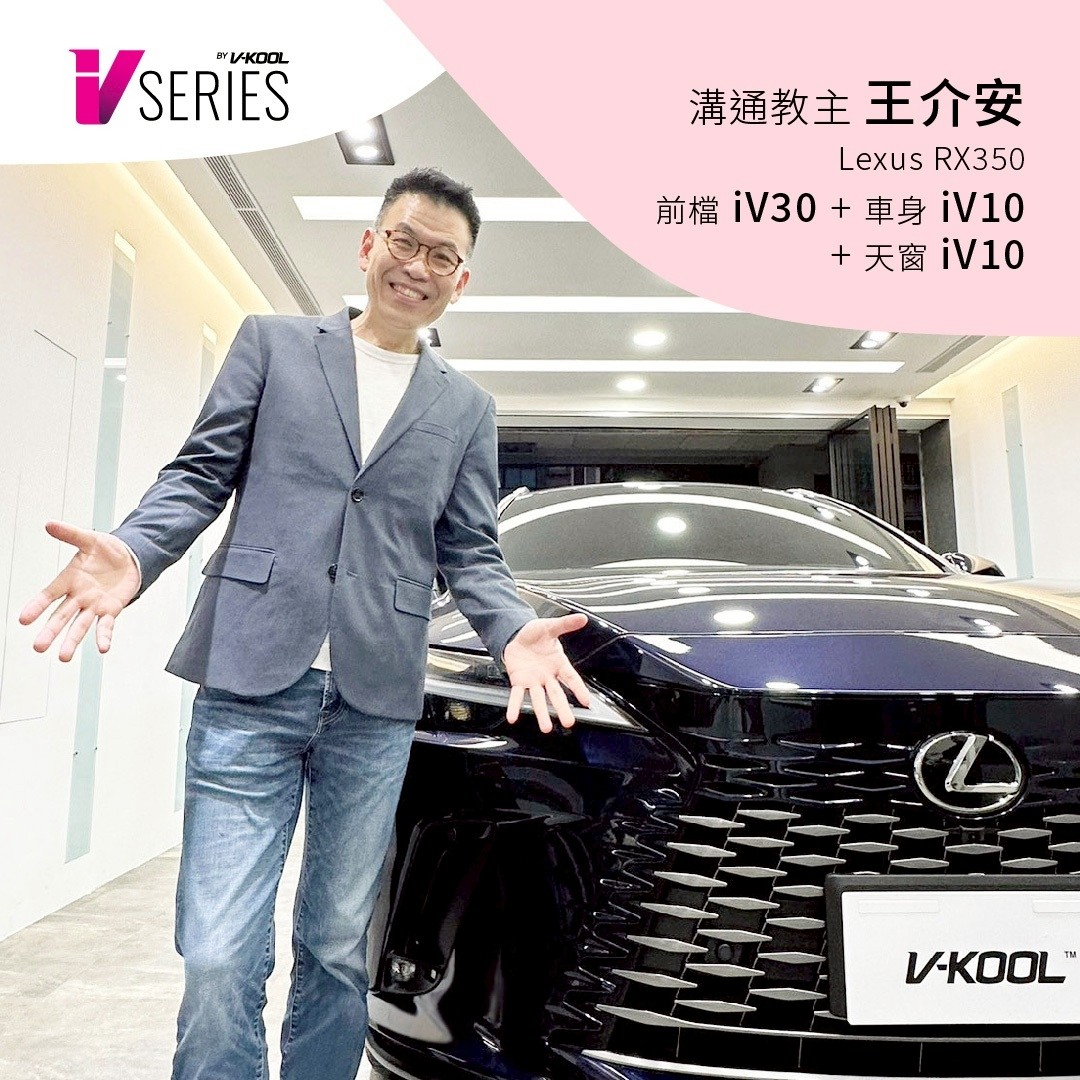 BY V-KOOL
iV SERIES
溝通教主 王介安
Lexus RX350
前檔 iV30 + 車身 iV10
+ 天窗 iV10
V-KOOL™